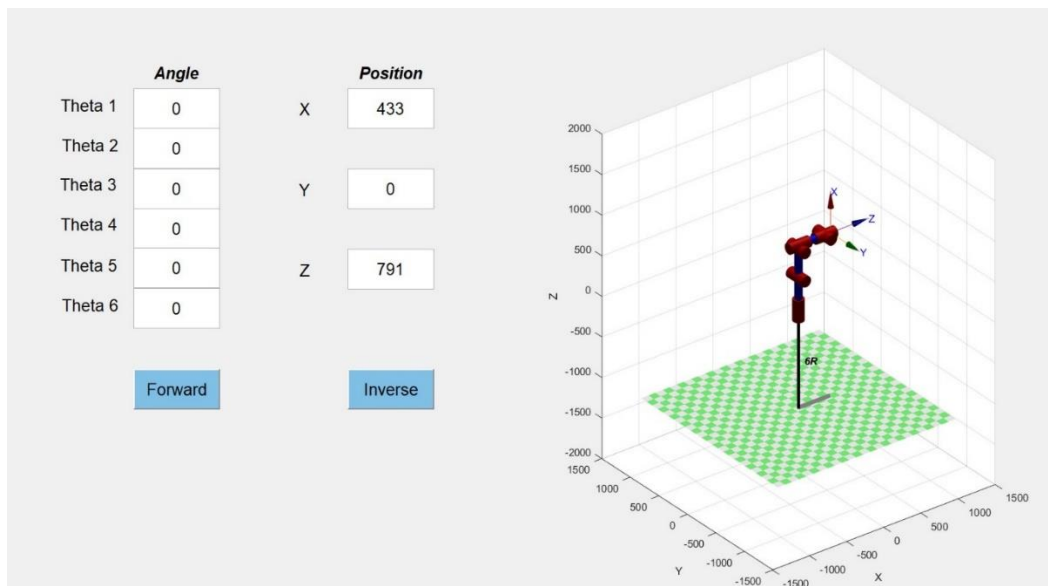 Angle Position
Theta 1 0 X 433
Theta 2 0
Theta 3 0 Y 0
Theta 4 0
Theta 5 0 Z 791
Theta 6 0
Forward Inverse
2000
1500
1000
500
0
-500
-1000
-1500
-2000
Z
X
Z
Y
6R
1500
1000
500
0
-500
-1000
-1500
Y
-1500
-1000
-500
0
500
1000
1500
X